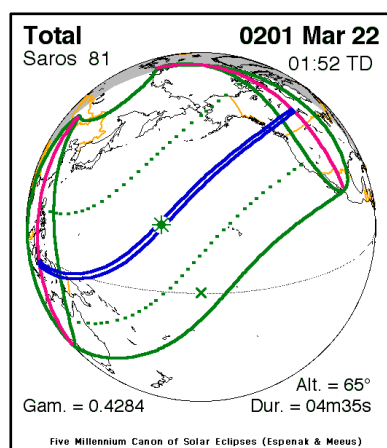 Total 0201 Mar 22
Saros 81 01:52 TD
Alt. = 65°
Gam. = 0.4284 Dur. = 04m35s
Five Millennium Canon of Solar Eclipses (Espenak & Meeus)